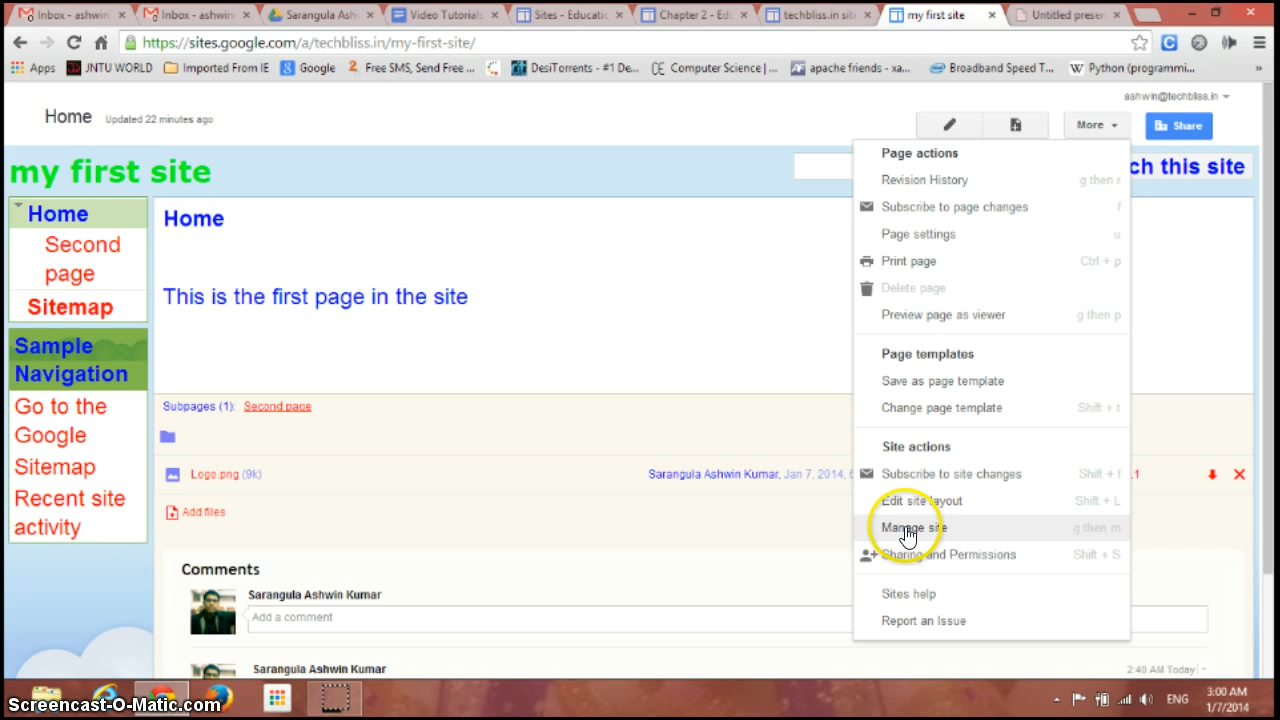 Inbox - ashwin
Inbox - ashwin
Sarangula Ash
Video Tutorials
Sites - Educatio
Chapter 2 - Edu
techbliss.in site
my first site
Untitled presen
https://sites.google.com/a/techbliss.in/my-first-site/
Apps
JNTU WORLD
Imported From IE
Google
Free SMS, Send Free ...
DesiTorrents - #1 De...
Computer Science | ...
apache friends - xa...
Broadband Speed T...
Python (programmi...
»
ashwin@techbliss.in
Home Updated 22 minutes ago
More
Share
my first site
ch this site
Home
Second
page
Sitemap
Sample
Navigation
Go to the
Google
Sitemap
Recent site
activity
Home
This is the first page in the site
Subpages (1): Second page
Logo.png (9k)
Sarangula Ashwin Kumar, Jan 7, 2014, 6
.1
Add files
Comments
Sarangula Ashwin Kumar
Add a comment
Sarangula Ashwin Kumar
2:40 AM Today
Page actions
Revision History g then r
Subscribe to page changes f
Page settings u
Print page Ctrl + p
Delete page
Preview page as viewer g then p
Page templates
Save as page template
Change page template Shift + t
Site actions
Subscribe to site changes Shift + f
Edit site layout Shift + L
Manage site g then m
Sharing and Permissions Shift + S
Sites help
Report an Issue
Screencast-O-Matic.com
ENG
3:00 AM
1/7/2014